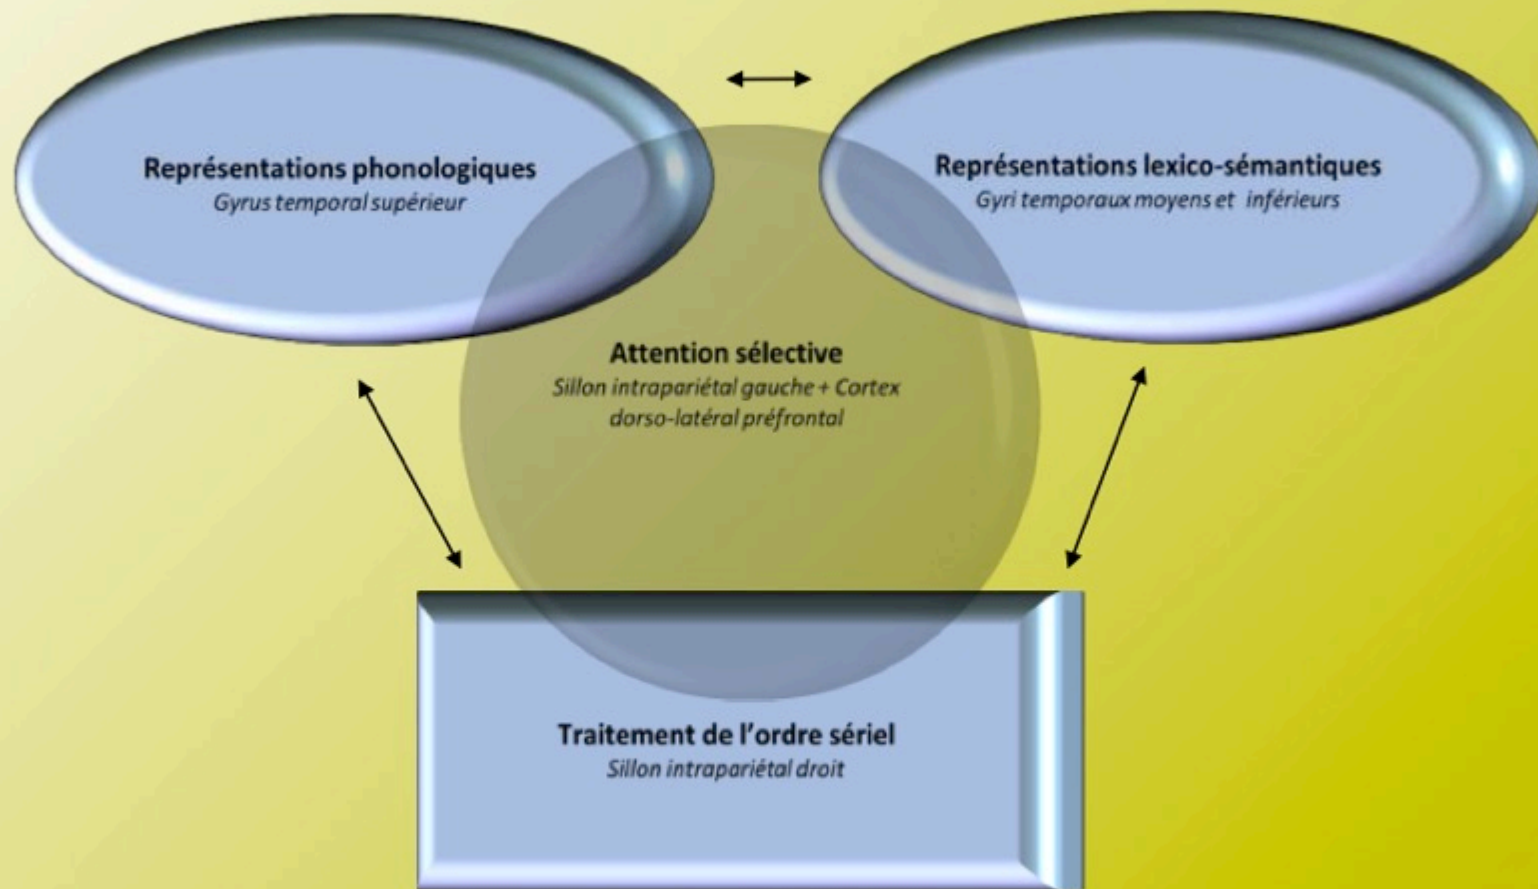 Représentations phonologiques
Gyrus temporal supérieur
Représentations lexico-sémantiques
Gyri temporaux moyens et inférieurs
Attention sélective
Sillon intrapariétal gauche + Cortex
dorso-latéral préfrontal
Traitement de l'ordre sériel
Sillon intrapariétal droit